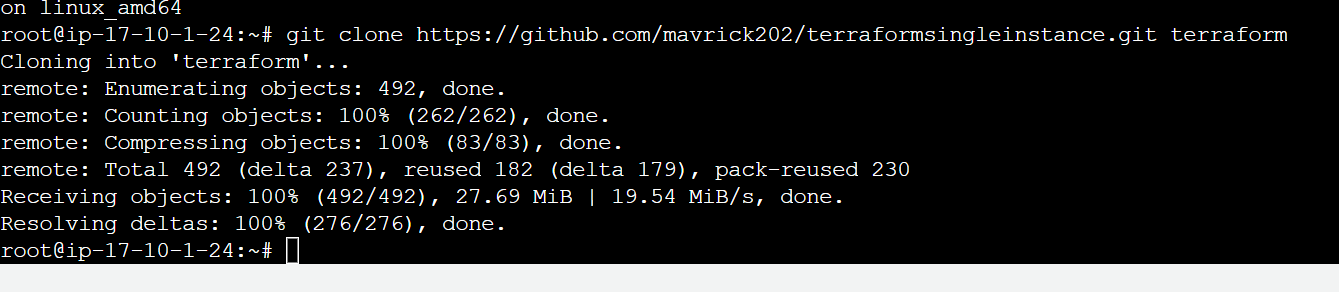 on linux_amd64
root@ip-17-10-1-24:~# git clone https://github.com/mavrick202/terraformsingleinstance.git terraform
Cloning into 'terraform'...
remote: Enumerating objects: 492, done.
remote: Counting objects: 100% (262/262), done.
remote: Compressing objects: 100% (83/83), done.
remote: Total 492 (delta 237), reused 182 (delta 179), pack-reused 230
Receiving objects: 100% (492/492), 27.69 MiB | 19.54 MiB/s, done.
Resolving deltas: 100% (276/276), done.
root@ip-17-10-1-24:~#